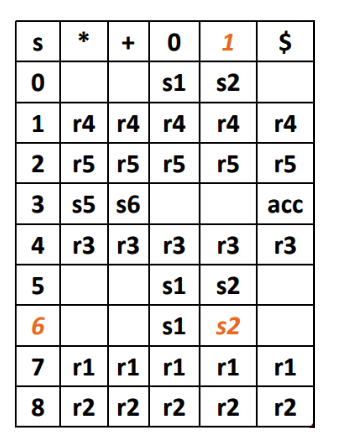 s * + 0 1 $
0 s1 s2
1 r4 r4 r4 r4 r4
2 r5 r5 r5 r5 r5
3 s5 s6 acc
4 r3 r3 r3 r3 r3
5 s1 s2
6 s1 s2
7 r1 r1 r1 r1 r1
8 r2 r2 r2 r2 r2